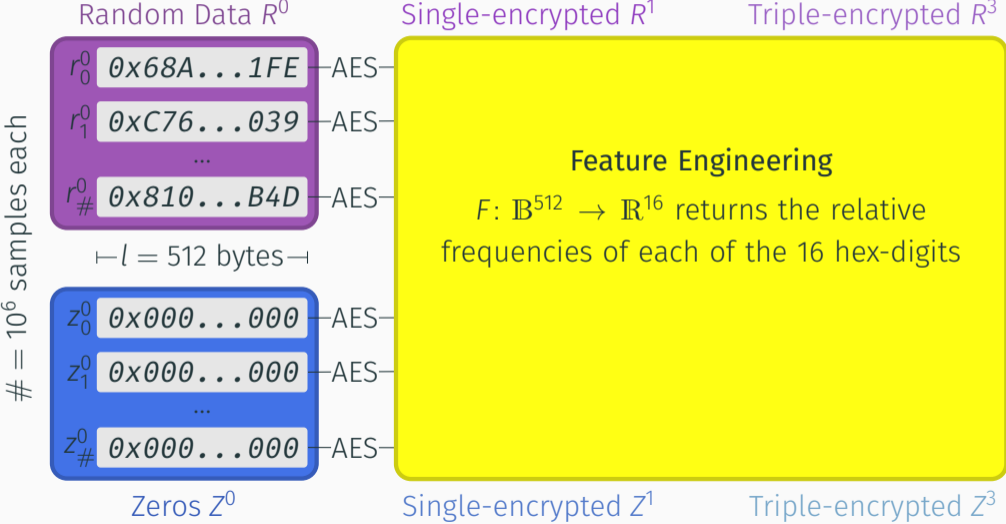 Random Data R⁰
Single-encrypted R¹
Triple-encrypted R³
# = 10⁶ samples each
r⁰₀ 0x68A...1FE AES
r⁰₁ 0xC76...039 AES
...
r⁰# 0x810...B4D AES
l = 512 bytes
Feature Engineering
F: 𝔹⁵¹² → ℝ¹⁶ returns the relative
frequencies of each of the 16 hex-digits
z⁰₀ 0x000...000 AES
z⁰₁ 0x000...000 AES
...
z⁰# 0x000...000 AES
Zeros Z⁰
Single-encrypted Z¹
Triple-encrypted Z³